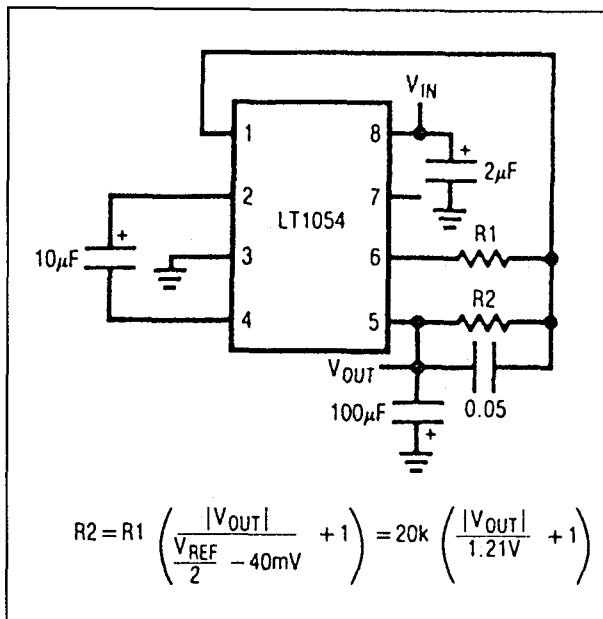 V_IN
1
8
+
2μF
2
7
+
LT1054
R1
10μF
3
6
R2
4
5
V_OUT
100μF
0.05
+
R2 = R1 ( |V_OUT| / (V_REF / 2 − 40mV) + 1 ) = 20k ( |V_OUT| / 1.21V + 1 )